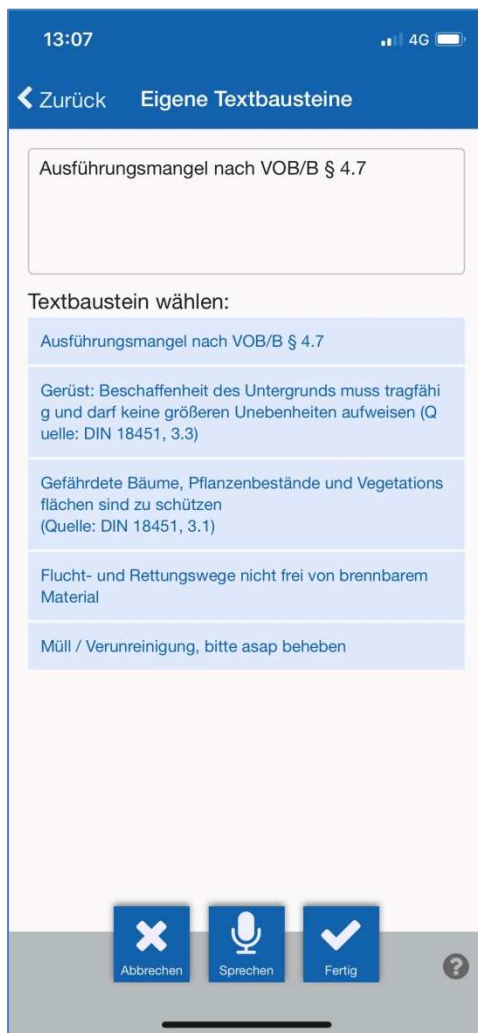 13:07
4G
Zurück Eigene Textbausteine
Ausführungsmangel nach VOB/B § 4.7
Textbaustein wählen:
Ausführungsmangel nach VOB/B § 4.7
Gerüst: Beschaffenheit des Untergrunds muss tragfähi
g und darf keine größeren Unebenheiten aufweisen (Q
uelle: DIN 18451, 3.3)
Gefährdete Bäume, Pflanzenbestände und Vegetations
flächen sind zu schützen
(Quelle: DIN 18451, 3.1)
Flucht- und Rettungswege nicht frei von brennbarem
Material
Müll / Verunreinigung, bitte asap beheben
Abbrechen Sprechen Fertig
?